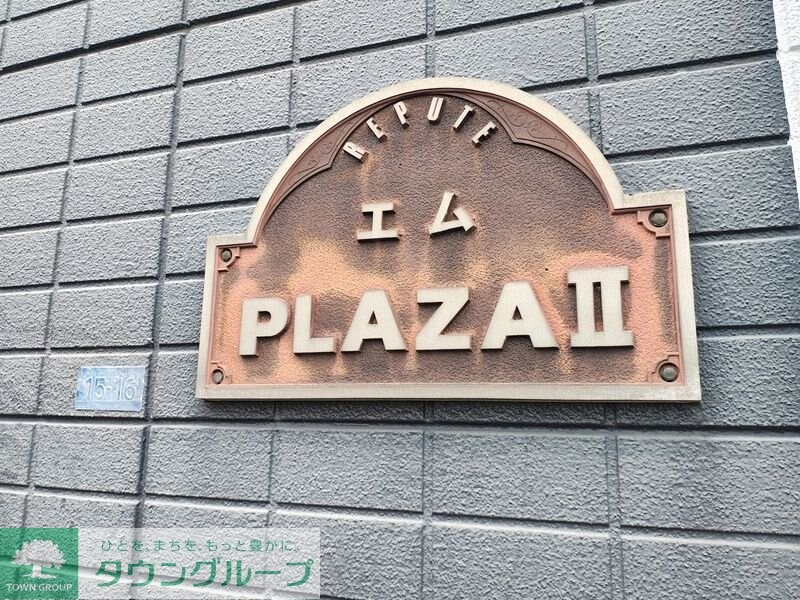 REPUTE
エム
PLAZA II
15-16
ひとを、まちを、もっと豊かに。
タウングループ
TOWN GROUP